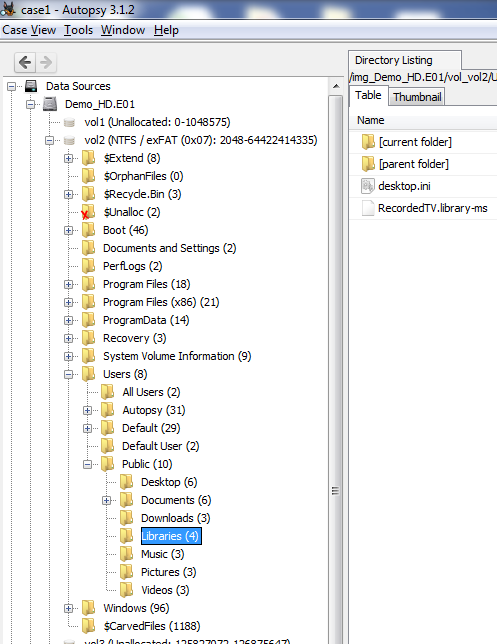 case1 - Autopsy 3.1.2
Case View Tools Window Help
Data Sources
Demo_HD.E01
vol1 (Unallocated: 0-1048575)
vol2 (NTFS / exFAT (0x07): 2048-64422414335)
$Extend (8)
$OrphanFiles (0)
$Recycle.Bin (3)
$Unalloc (2)
Boot (46)
Documents and Settings (2)
PerfLogs (2)
Program Files (18)
Program Files (x86) (21)
ProgramData (14)
Recovery (3)
System Volume Information (9)
Users (8)
All Users (2)
Autopsy (31)
Default (29)
Default User (2)
Public (10)
Desktop (6)
Documents (6)
Downloads (3)
Libraries (4)
Music (3)
Pictures (3)
Videos (3)
Windows (96)
$CarvedFiles (1188)
vol3 (Unallocated: 125827072-126875647)
Directory Listing
/img_Demo_HD.E01/vol_vol2/U
Table Thumbnail
Name
[current folder]
[parent folder]
desktop.ini
RecordedTV.library-ms